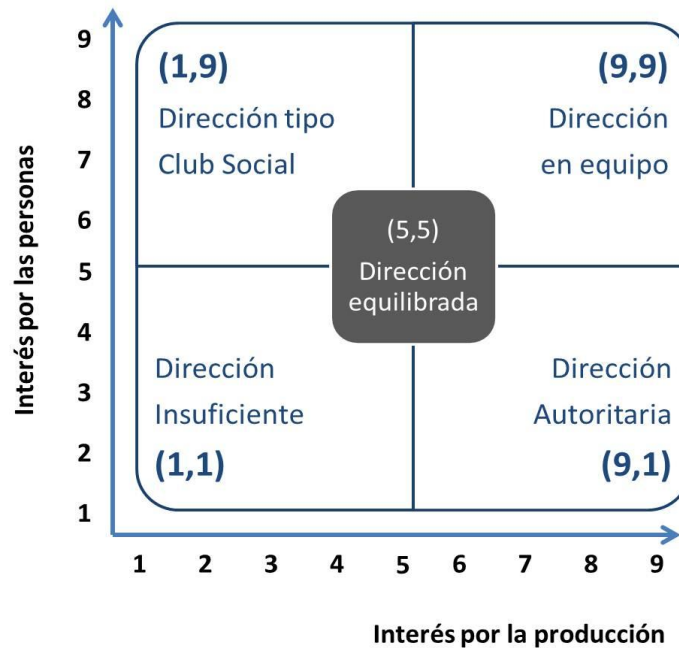 9
8
7
6
5
4
3
2
1
Interés por las personas
(1,9)
Dirección tipo
Club Social
(9,9)
Dirección
en equipo
(5,5)
Dirección
equilibrada
Dirección
Insuficiente
(1,1)
Dirección
Autoritaria
(9,1)
1 2 3 4 5 6 7 8 9
Interés por la producción